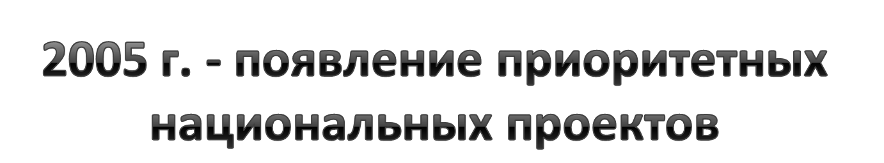 2005 г. - появление приоритетных
национальных проектов